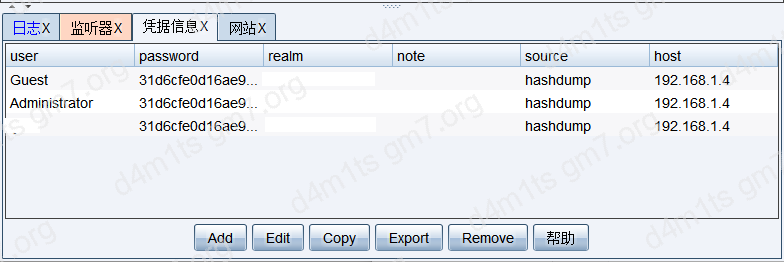 日志X 监听器X 凭据信息X 网站X
user password realm note source host
Guest 31d6cfe0d16ae9... hashdump 192.168.1.4
Administrator 31d6cfe0d16ae9... hashdump 192.168.1.4
31d6cfe0d16ae9... hashdump 192.168.1.4
Add Edit Copy Export Remove 帮助
d4m1ts gm7.org